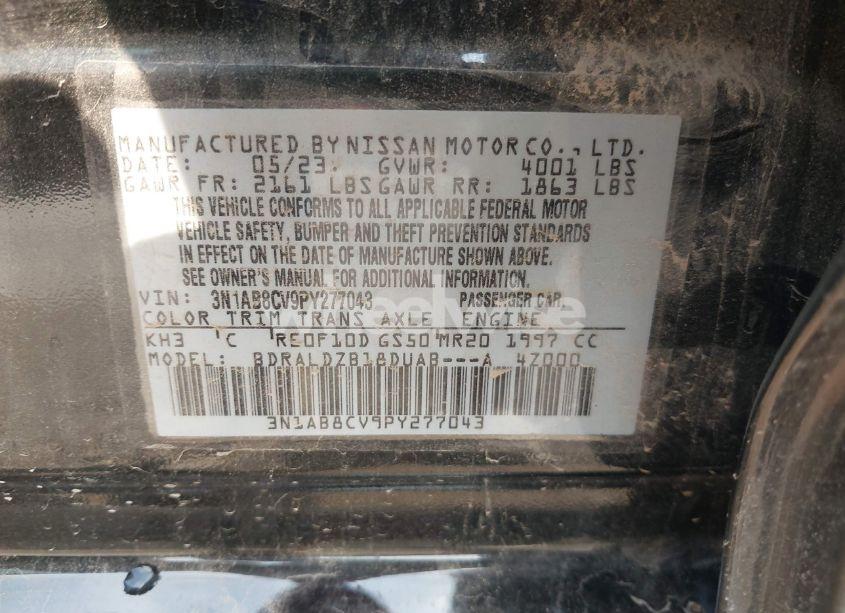 MANUFACTURED BY NISSAN MOTOR CO., LTD.
DATE: 05/23 GVWR: 4001 LBS
GAWR FR: 2161 LBS GAWR RR: 1863 LBS
THIS VEHICLE CONFORMS TO ALL APPLICABLE FEDERAL MOTOR
VEHICLE SAFETY, BUMPER AND THEFT PREVENTION STANDARDS
IN EFFECT ON THE DATE OF MANUFACTURE SHOWN ABOVE.
SEE OWNER'S MANUAL FOR ADDITIONAL INFORMATION.
VIN: 3N1AB8CV9PY277043 PASSENGER CAR
COLOR TRIM TRANS AXLE ENGINE
KH3 C RE0F10D GS50 MR20 1997 CC
MODEL: BDRALDZB18DUAB---A 4Z000
3N1AB8CV9PY277043